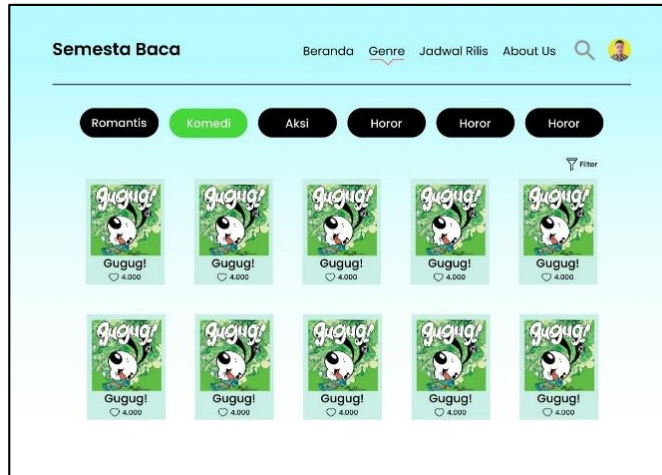 Semesta Baca
Beranda Genre Jadwal Rilis About Us
Romantis Komedi Aksi Horor Horor Horor
Filter
gugug! gugug! gugug! gugug! gugug!
Gugug! Gugug! Gugug! Gugug! Gugug!
4.000 4.000 4.000 4.000 4.000
gugug! gugug! gugug! gugug! gugug!
Gugug! Gugug! Gugug! Gugug! Gugug!
4.000 4.000 4.000 4.000 4.000